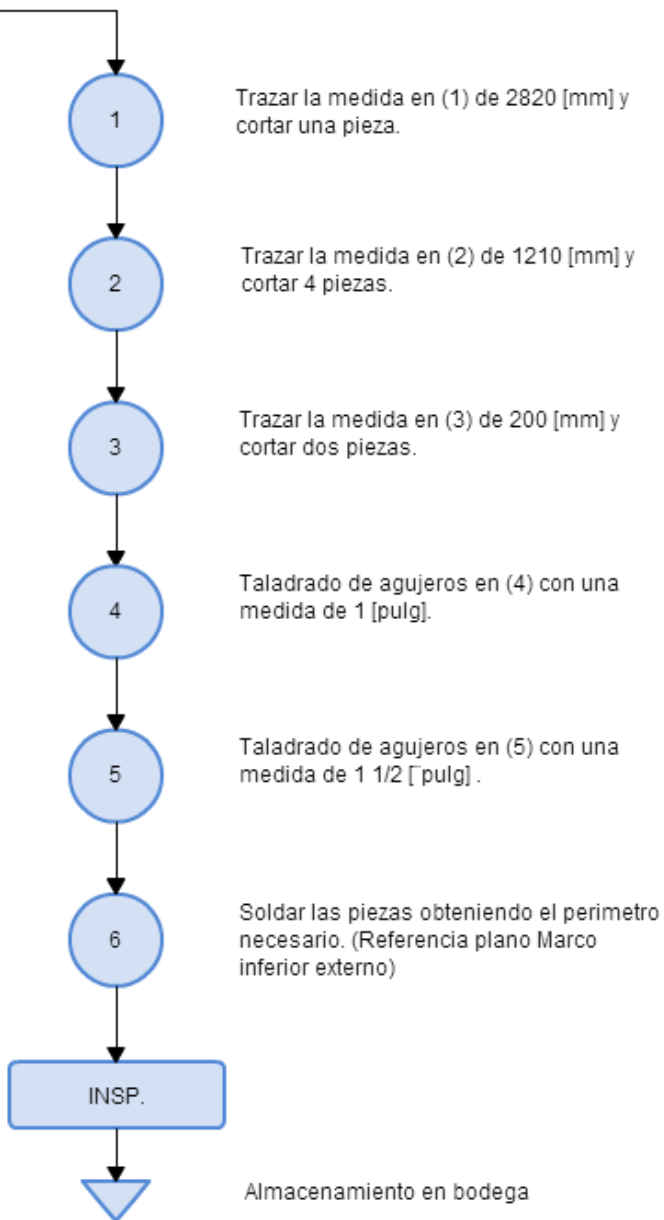 1
Trazar la medida en (1) de 2820 [mm] y
cortar una pieza.
2
Trazar la medida en (2) de 1210 [mm] y
cortar 4 piezas.
3
Trazar la medida en (3) de 200 [mm] y
cortar dos piezas.
4
Taladrado de agujeros en (4) con una
medida de 1 [pulg].
5
Taladrado de agujeros en (5) con una
medida de 1 1/2 [¨pulg] .
6
Soldar las piezas obteniendo el perimetro
necesario. (Referencia plano Marco
inferior externo)
INSP.
Almacenamiento en bodega